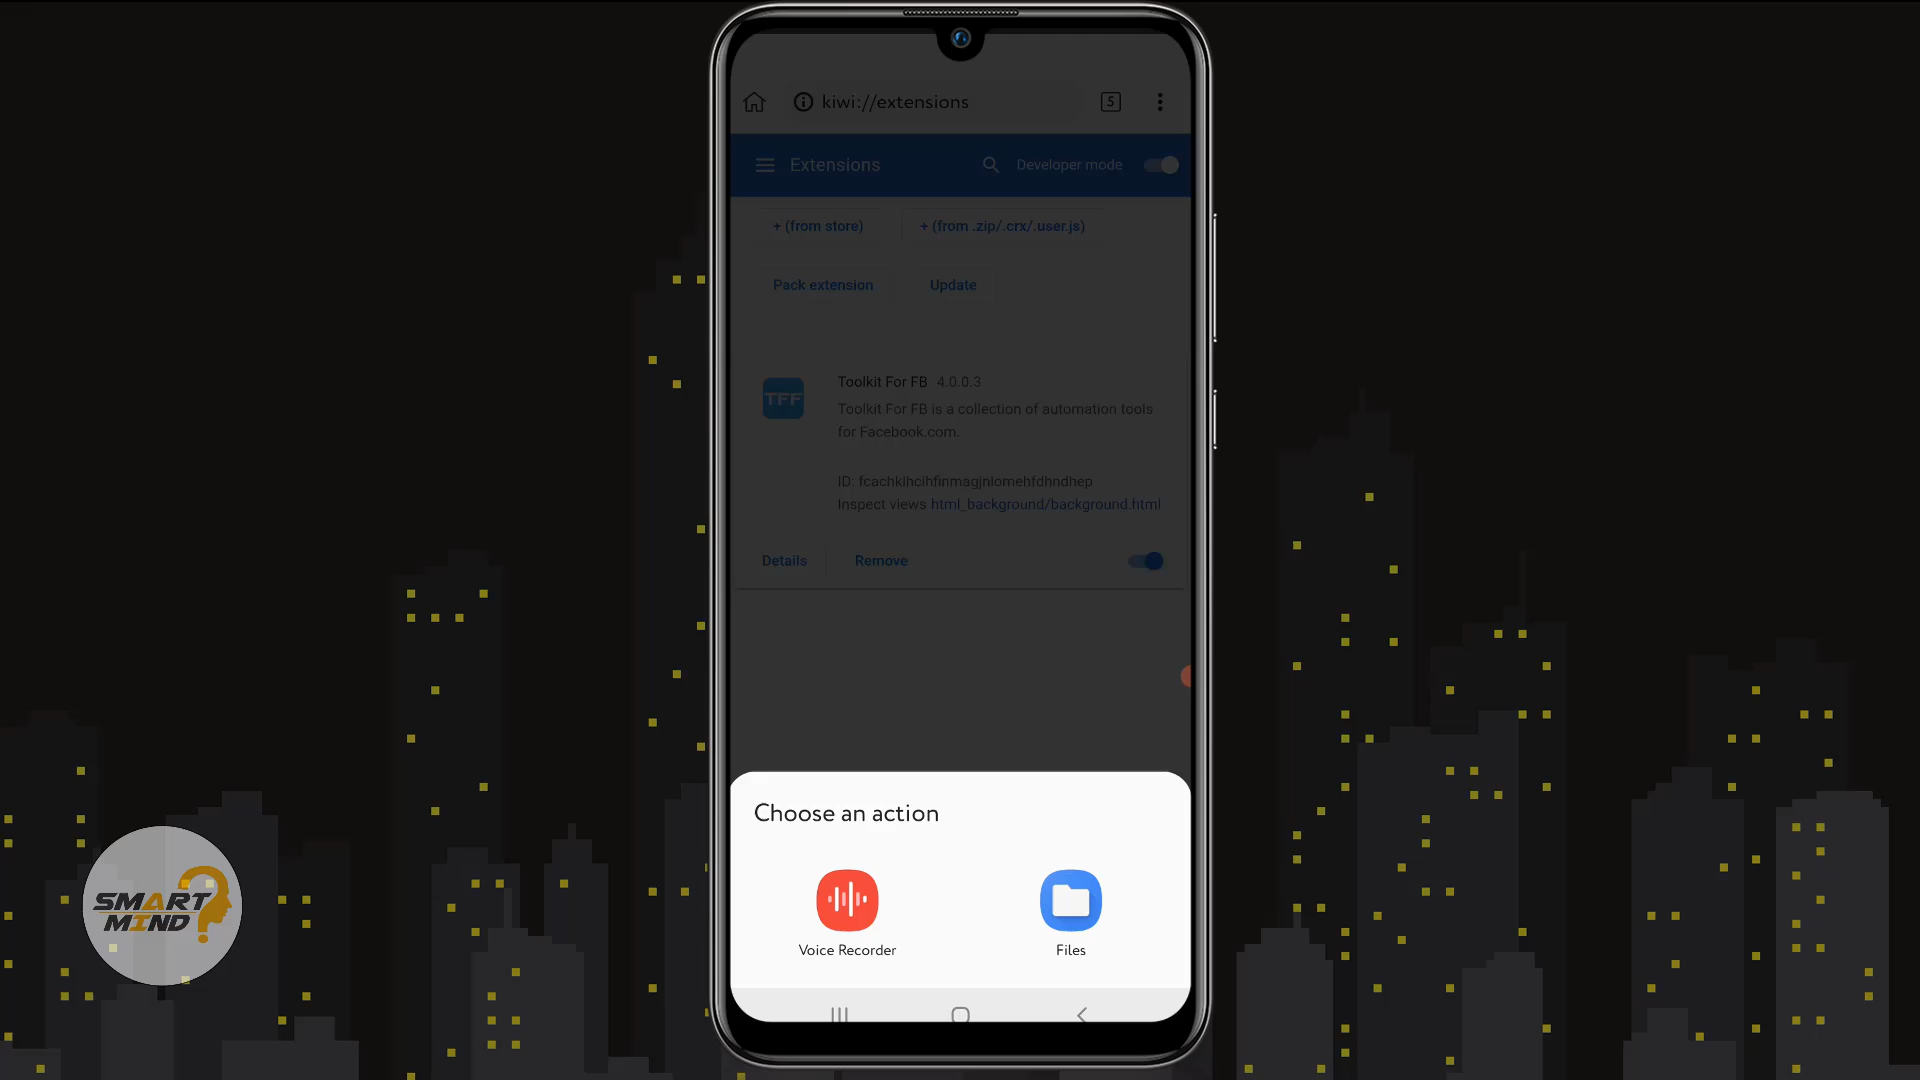 kiwi://extensions
5
Extensions
Developer mode
+ (from store)
+ (from .zip/.crx/.user.js)
Pack extension
Update
TFF
Toolkit For FB 4.0.0.3
Toolkit For FB is a collection of automation tools
for Facebook.com.
ID: fcachklhcihfinmagjnlomehfdhndhep
Inspect views html_background/background.html
Details
Remove
Choose an action
Voice Recorder
Files
SMART
MIND